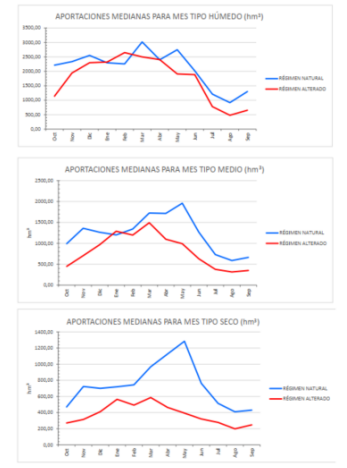 APORTACIONES MEDIANAS PARA MES TIPO HÚMEDO (hm³)
3500,00
3000,00
2500,00
2000,00
1500,00
1000,00
500,00
0,00
Oct Nov Dic Ene Feb Mar Abr May Jun Jul Ago Sep
RÉGIMEN NATURAL
RÉGIMEN ALTERADO
APORTACIONES MEDIANAS PARA MES TIPO MEDIO (hm³)
2500,00
2000,00
1500,00
1000,00
500,00
0,00
hm³
Oct Nov Dic Ene Feb Mar Abr May Jun Jul Ago Sep
RÉGIMEN NATURAL
RÉGIMEN ALTERADO
APORTACIONES MEDIANAS PARA MES TIPO SECO (hm³)
1400,00
1200,00
1000,00
800,00
600,00
400,00
200,00
0,00
hm³
Oct Nov Dic Ene Feb Mar Abr May Jun Jul Ago Sep
RÉGIMEN NATURAL
RÉGIMEN ALTERADO